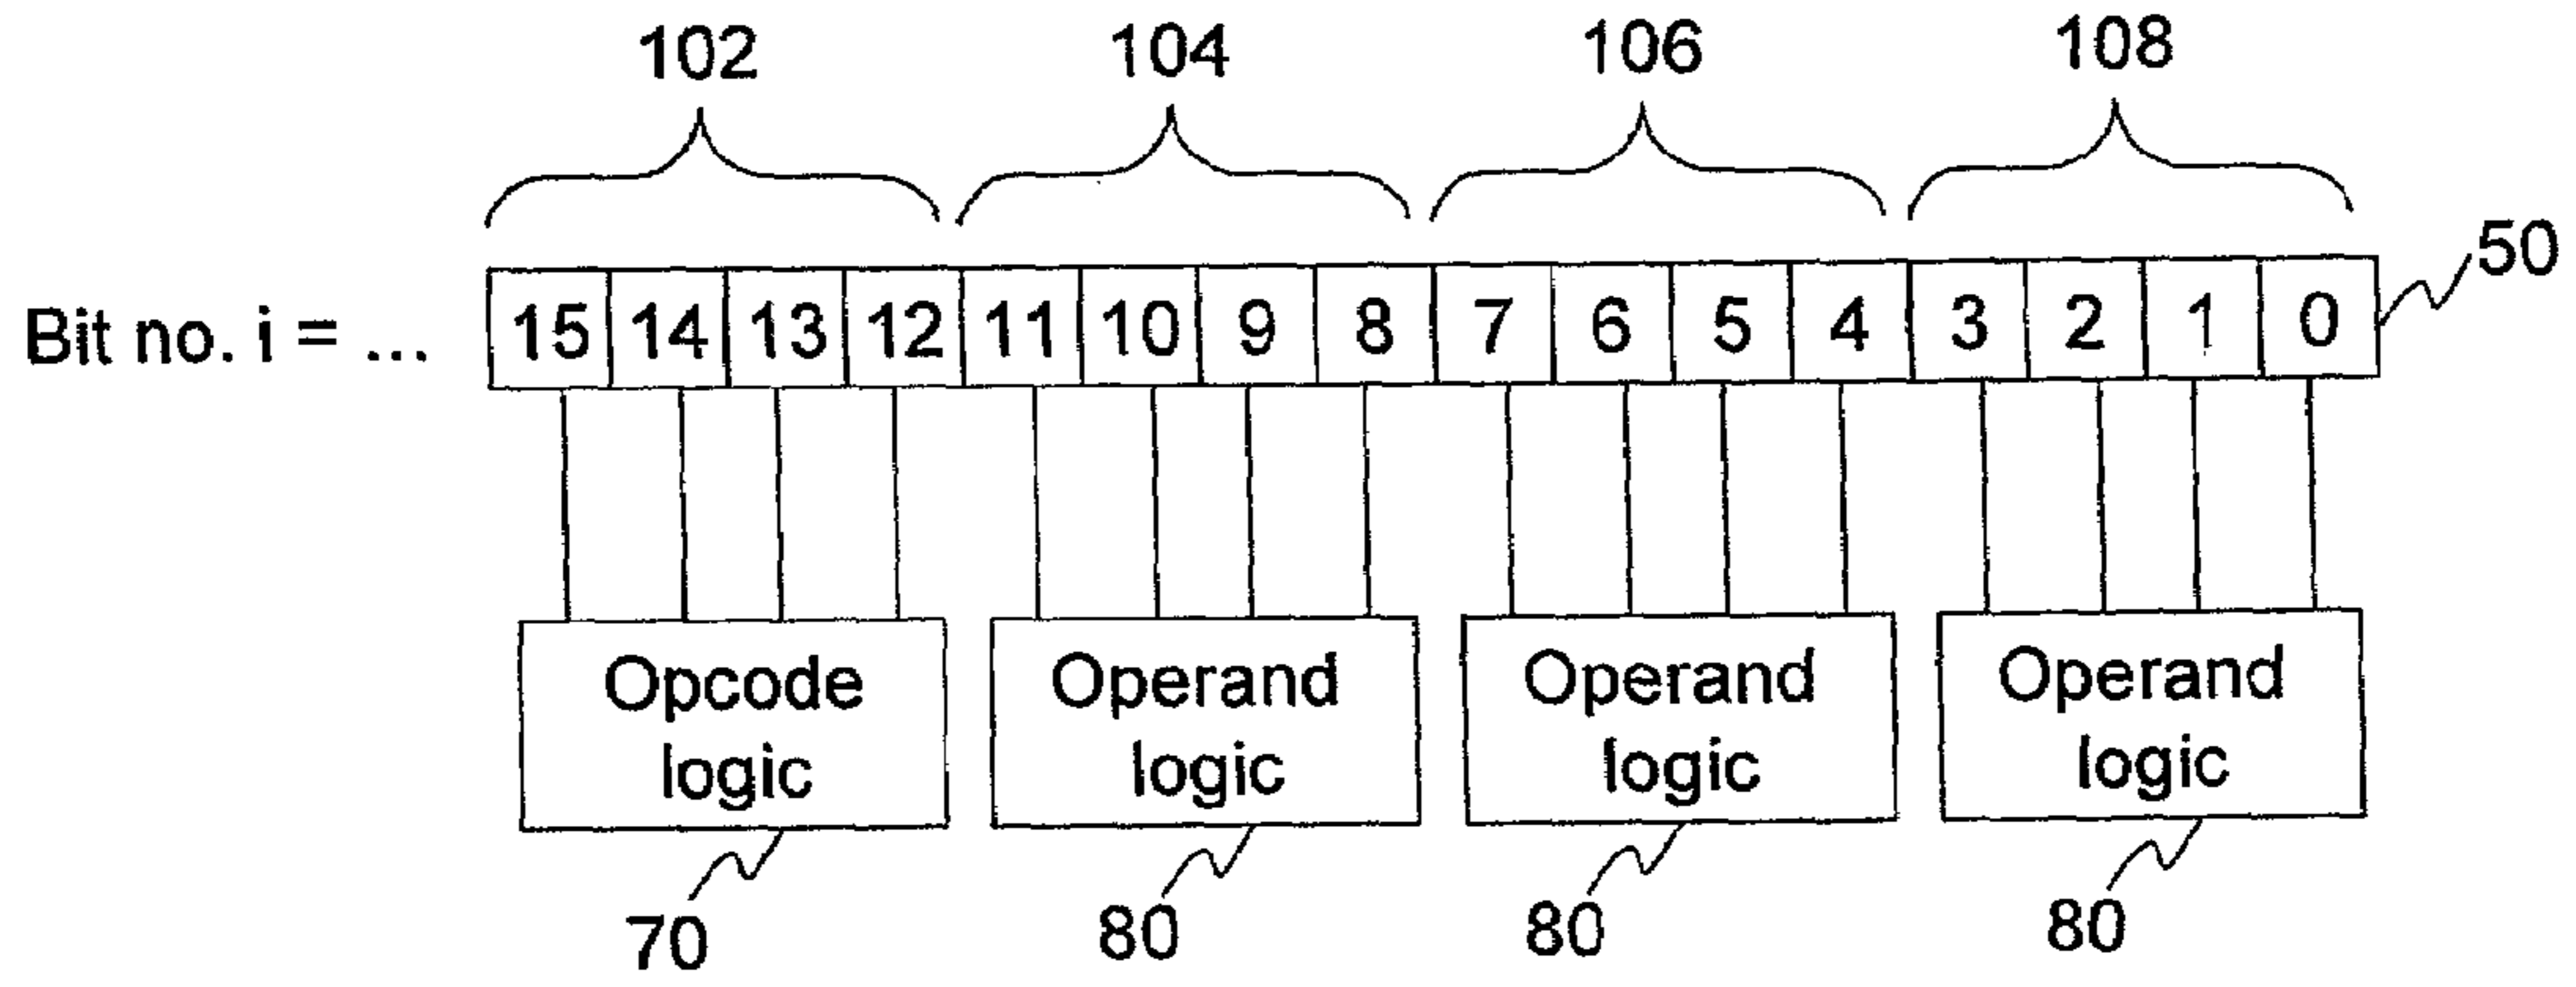 102 104 106 108
50
Bit no. i = ... 15 14 13 12 11 10 9 8 7 6 5 4 3 2 1 0
Opcode Operand Operand Operand
logic logic logic logic
70 80 80 80